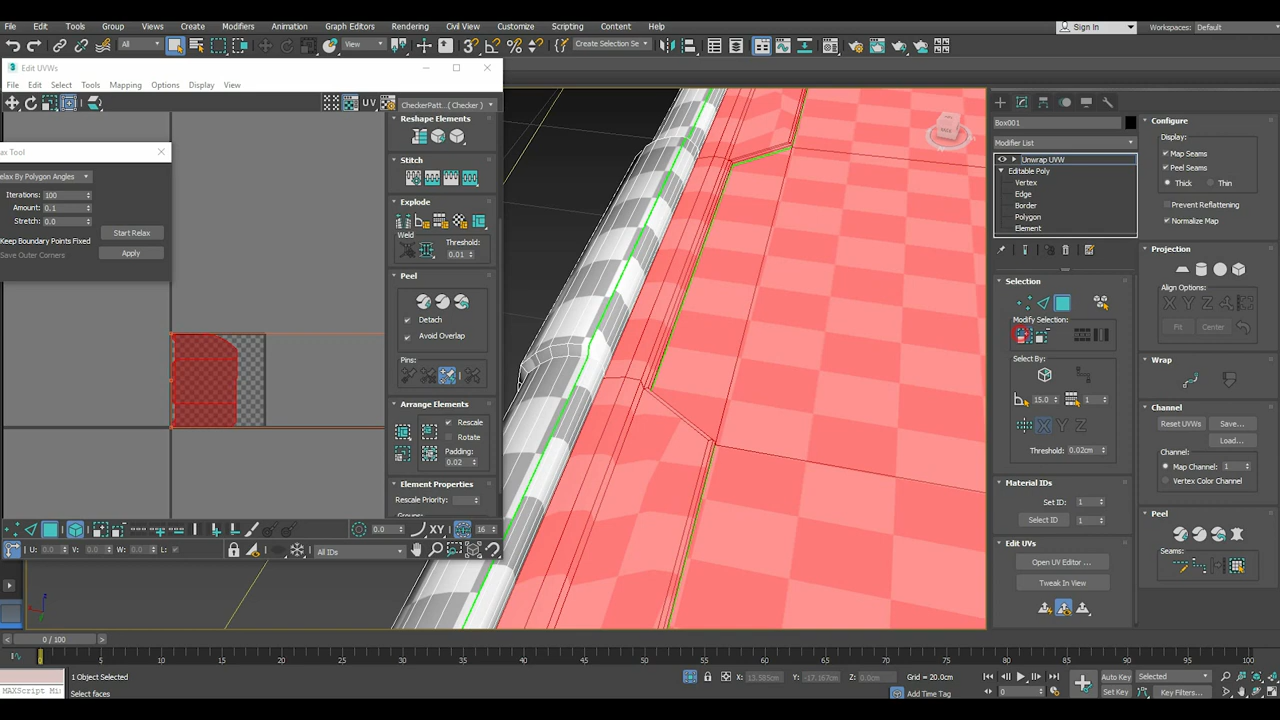 File Edit Tools Group Views Create Modifiers Animation Graph Editors Rendering Civil View Customize Scripting Content Help
Sign In Workspaces: Default
All View Create Selection Se
Edit UVWs
File Edit Select Tools Mapping Options Display View
UV CheckerPatt...( Checker )
ax Tool
elax By Polygon Angles
Iterations: 100
Amount: 0.1
Stretch: 0.0
Start Relax
Keep Boundary Points Fixed
Save Outer Corners
Apply
Reshape Elements
Stitch
Explode
Weld
Threshold:
0.01
Peel
Detach
Avoid Overlap
Pins:
Arrange Elements
Rescale
Rotate
Padding:
0.02
Element Properties
Rescale Priority:
Groups:
0.0 XY 16
U: 0.0 V: 0.0 W: 0.0 L: All IDs
BACK
Box001
Modifier List
Unwrap UVW
Editable Poly
Vertex
Edge
Border
Polygon
Element
Selection
Modify Selection:
Select By:
15.0 1
X Y Z
Threshold: 0.02cm
Material IDs
Set ID: 1
Select ID 1
Edit UVs
Open UV Editor ...
Tweak In View
Configure
Display:
Map Seams
Peel Seams
Thick Thin
Prevent Reflattening
Normalize Map
Projection
Align Options:
X Y Z
Fit Center
Wrap
Channel
Reset UVWs Save...
Load...
Channel:
Map Channel: 1
Vertex Color Channel
Peel
Seams:
0 / 100
0 5 10 15 20 25 30 35 40 45 50 55 60 65 70 75 80 85 90 95 100
1 Object Selected
MAXScript Mi
Select faces
X: 13.585cm Y: -17.167cm Z: 0.0cm Grid = 20.0cm
Add Time Tag
0
Auto Key Selected
Set Key Key Filters...